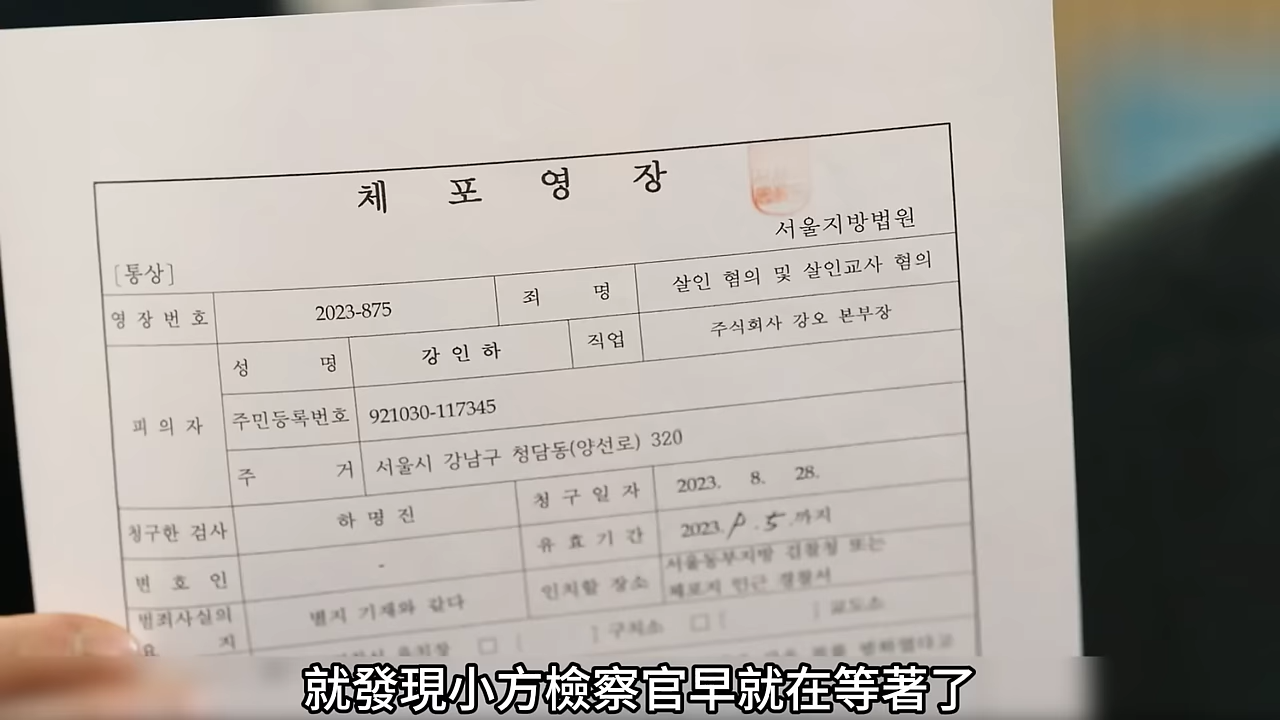 체 포 영 장
서울지방법원
[통상]
영 장 번 호 2023-875 죄 명 살인 혐의 및 살인교사 혐의
피 의 자 성 명 강 인 하 직업 주식회사 강오 본부장
주민등록번호 921030-117345
주 거 서울시 강남구 청담동(양선로) 320
청구한 검사 하 명 진 청 구 일 자 2023. 8. 28.
변 호 인 - 유 효 기 간 2023. 9. 5. 까지
인치할 장소 서울동부지방 검찰청 또는
체포지 인근 경찰서
범죄사실의 별지 기재와 같다
요 지
구치소 □ [ ] 교도소
就發現小方檢察官早就在等著了